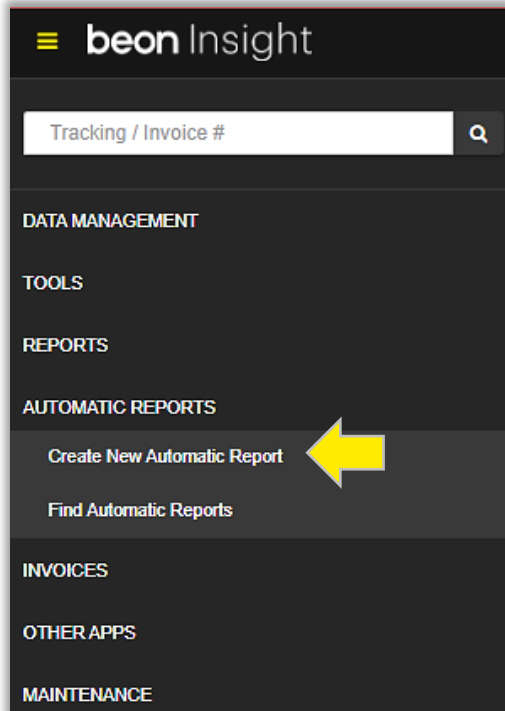 beon Insight
Tracking / Invoice #
DATA MANAGEMENT
TOOLS
REPORTS
AUTOMATIC REPORTS
Create New Automatic Report
Find Automatic Reports
INVOICES
OTHER APPS
MAINTENANCE